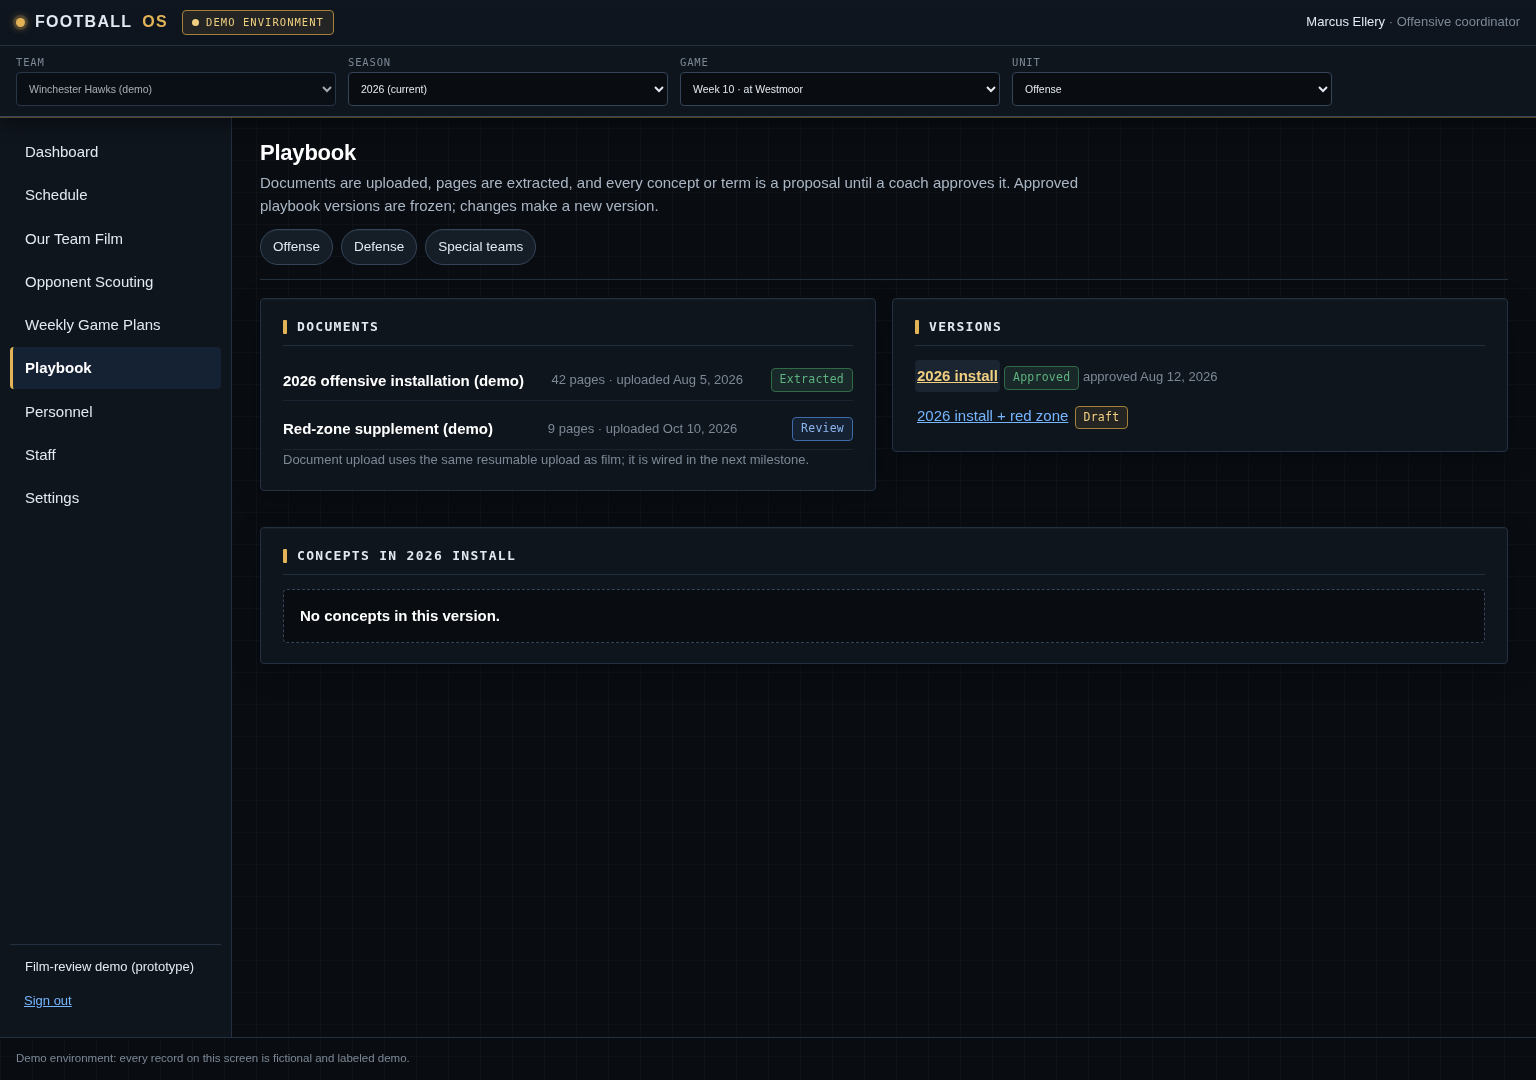 FOOTBALL OS
DEMO ENVIRONMENT
Marcus Ellery · Offensive coordinator
TEAM
Winchester Hawks (demo)
SEASON
2026 (current)
GAME
Week 10 · at Westmoor
UNIT
Offense
Dashboard
Schedule
Our Team Film
Opponent Scouting
Weekly Game Plans
Playbook
Personnel
Staff
Settings
Film-review demo (prototype)
Sign out
Playbook
Documents are uploaded, pages are extracted, and every concept or term is a proposal until a coach approves it. Approved
playbook versions are frozen; changes make a new version.
Offense
Defense
Special teams
DOCUMENTS
2026 offensive installation (demo) 42 pages · uploaded Aug 5, 2026 Extracted
Red-zone supplement (demo) 9 pages · uploaded Oct 10, 2026 Review
Document upload uses the same resumable upload as film; it is wired in the next milestone.
VERSIONS
2026 install Approved approved Aug 12, 2026
2026 install + red zone Draft
CONCEPTS IN 2026 INSTALL
No concepts in this version.
Demo environment: every record on this screen is fictional and labeled demo.